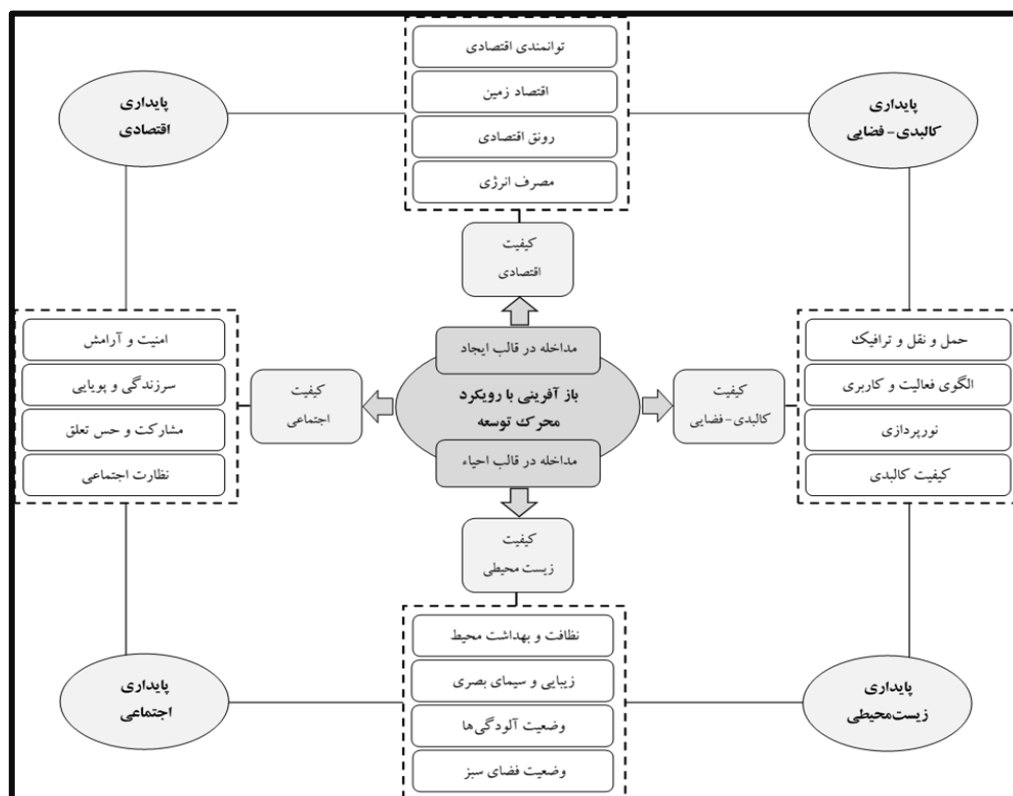 توانمندی اقتصادی
اقتصاد زمین
رونق اقتصادی
مصرف انرژی
پایداری
کالبدی - فضایی
پایداری
اقتصادی
کیفیت
اقتصادی
حمل و نقل و ترافیک
الگوی فعالیت و کاربری
نورپردازی
کیفیت کالبدی
کیفیت
کالبدی - فضایی
مداخله در قالب ایجاد
باز آفرینی با رویکرد
محرک توسعه
مداخله در قالب احیاء
کیفیت
اجتماعی
امنیت و آرامش
سرزندگی و پویایی
مشارکت و حس تعلق
نظارت اجتماعی
کیفیت
زیست محیطی
نظافت و بهداشت محیط
زیبایی و سیمای بصری
وضعیت آلودگی‌ها
وضعیت فضای سبز
پایداری
زیست‌محیطی
پایداری
اجتماعی